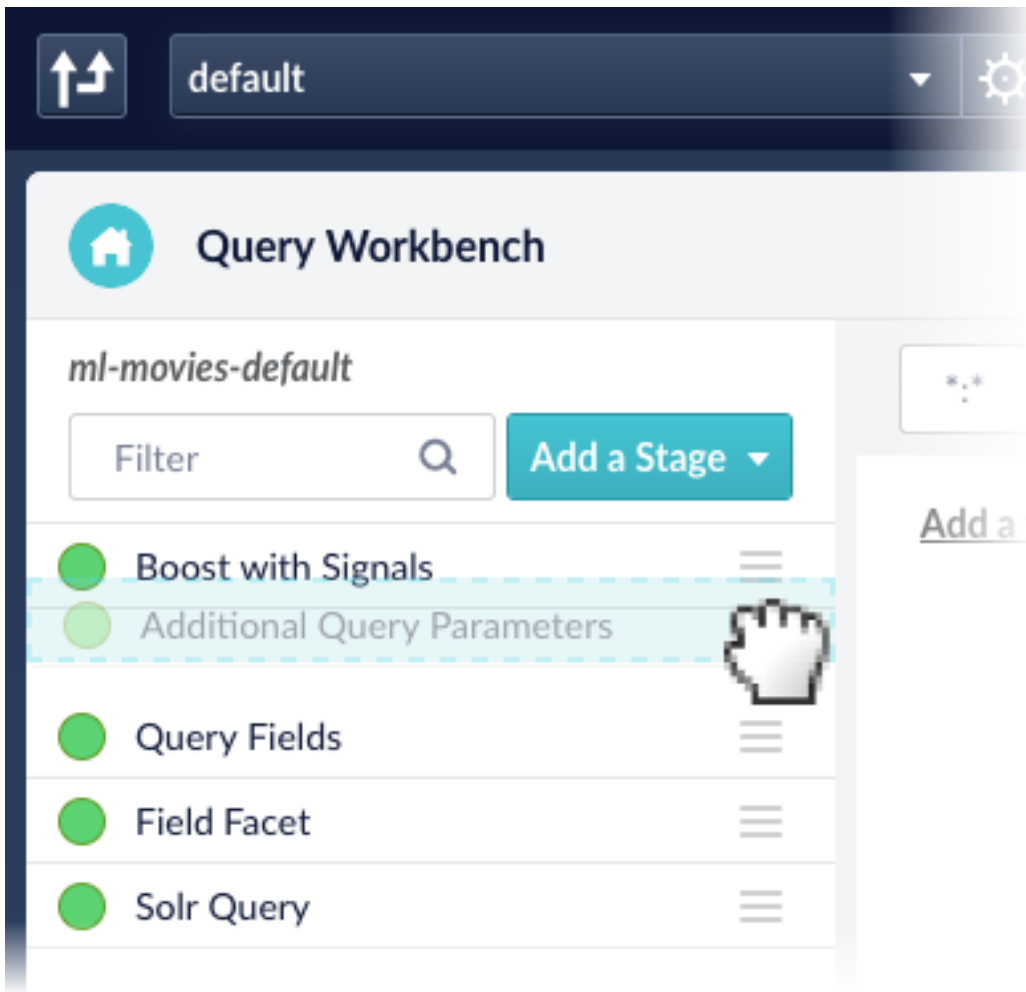 default
Query Workbench
ml-movies-default
*:*
Filter
Add a Stage
Add a
Boost with Signals
Additional Query Parameters
Query Fields
Field Facet
Solr Query